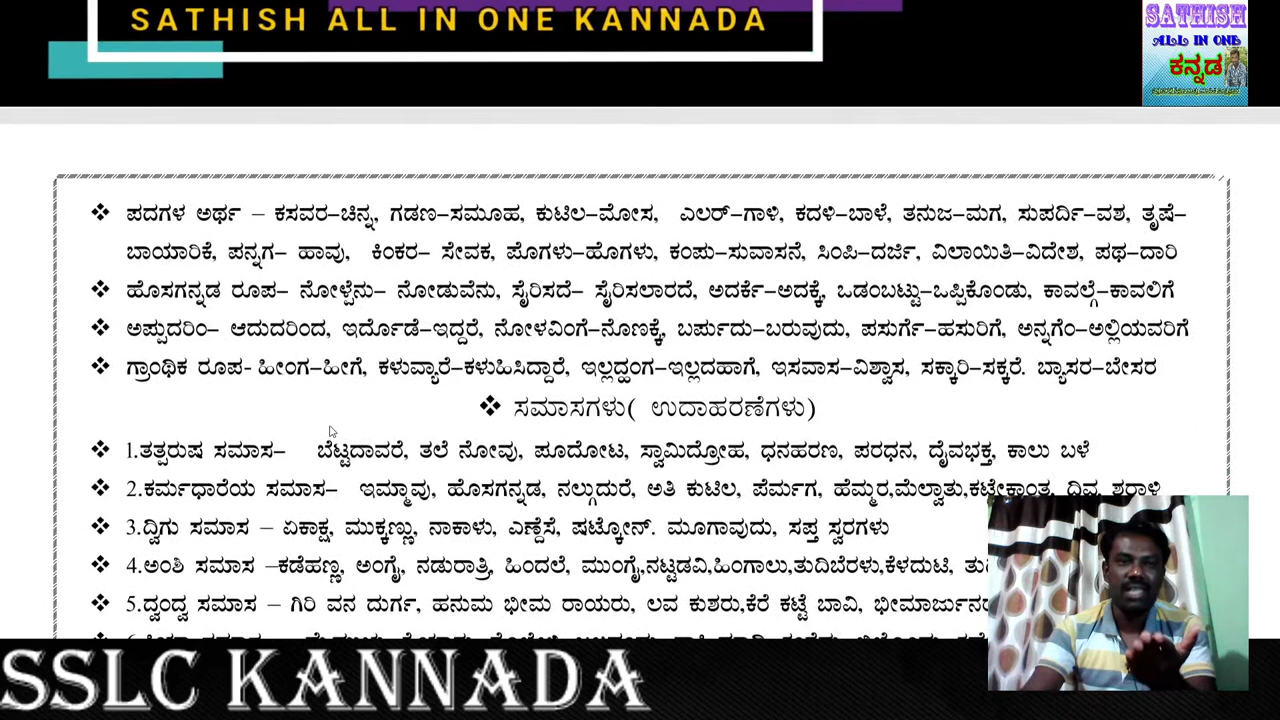 SATHISH ALL IN ONE KANNADA
SATHISH
ALL IN ONE
ಕನ್ನಡ
❖ ಪದಗಳ ಅರ್ಥ – ಕಸವರ–ಚಿನ್ನ, ಗಡಣ–ಸಮೂಹ, ಕುಟಿಲ–ಮೋಸ, ಎಲರ್–ಗಾಳಿ, ಕದಳಿ–ಬಾಳೆ, ತನುಜ–ಮಗ, ಸುಪರ್ದಿ–ವಶ, ತೃಷೆ–
ಬಾಯಾರಿಕೆ, ಪನ್ನಗ– ಹಾವು, ಕಿಂಕರ– ಸೇವಕ, ಪೊಗಳು–ಹೊಗಳು, ಕಂಪು–ಸುವಾಸನೆ, ಸಿಂಪಿ–ದರ್ಜಿ, ವಿಲಾಯಿತಿ–ವಿದೇಶ, ಪಥ–ದಾರಿ
❖ ಹೊಸಗನ್ನಡ ರೂಪ– ನೋಳ್ಪೆನು– ನೋಡುವೆನು, ಸೈರಿಸದೆ– ಸೈರಿಸಲಾರದೆ, ಅದರ್ಕೆ–ಅದಕ್ಕೆ, ಒಡಂಬಟ್ಟು–ಒಪ್ಪಿಕೊಂಡು, ಕಾವಲ್ಗೆ–ಕಾವಲಿಗೆ
❖ ಅಪ್ಪುದರಿಂ– ಆದುದರಿಂದ, ಇರ್ದೊಡೆ–ಇದ್ದರೆ, ನೋಳವಿಂಗೆ–ನೊಣಕ್ಕೆ, ಬರ್ಪುದು–ಬರುವುದು, ಪಸುರ್ಗೆ–ಹಸುರಿಗೆ, ಅನ್ನಗೆಂ–ಅಲ್ಲಿಯವರಿಗೆ
❖ ಗ್ರಾಂಥಿಕ ರೂಪ- ಹೀಂಗ–ಹೀಗೆ, ಕಳುವ್ಯಾರೆ–ಕಳುಹಿಸಿದ್ದಾರೆ, ಇಲ್ಲದ್ಹಂಗ–ಇಲ್ಲದಹಾಗೆ, ಇಸವಾಸ–ವಿಶ್ವಾಸ, ಸಕ್ಕಾರಿ–ಸಕ್ಕರೆ. ಬ್ಯಾಸರ–ಬೇಸರ
❖ ಸಮಾಸಗಳು( ಉದಾಹರಣೆಗಳು)
❖ 1.ತತ್ಪರುಷ ಸಮಾಸ– ಬೆಟ್ಟದಾವರೆ, ತಲೆ ನೋವು, ಪೂದೋಟ, ಸ್ವಾಮಿದ್ರೋಹ, ಧನಹರಣ, ಪರಧನ, ದೈವಭಕ್ತ, ಕಾಲು ಬಳೆ
❖ 2.ಕರ್ಮಧಾರೆಯ ಸಮಾಸ– ಇಮ್ಮಾವು, ಹೊಸಗನ್ನಡ, ನಲ್ಗುದುರೆ, ಅತಿ ಕುಟಿಲ, ಪೆರ್ಮಗ, ಹೆಮ್ಮರ,ಮೆಲ್ವಾತು,ಕಟ್ಟೇಕಾಂತ, ದಿವ್ಯ ಶರಾಳಿ
❖ 3.ದ್ವಿಗು ಸಮಾಸ – ಏಕಾಕ್ಷ, ಮುಕ್ಕಣ್ಣು, ನಾಕಾಳು, ಎಣ್ದೆಸೆ, ಷಟ್ಕೋನ್. ಮೂಗಾವುದು, ಸಪ್ತ ಸ್ವರಗಳು
❖ 4.ಅಂಶಿ ಸಮಾಸ –ಕಡೆಹಣ್ಣು, ಅಂಗೈ, ನಡುರಾತ್ರಿ, ಹಿಂದಲೆ, ಮುಂಗೈ,ನಟ್ಟಡವಿ,ಹಿಂಗಾಲು,ತುದಿಬೆರಳು,ಕೆಳದುಟಿ,
❖ 5.ದ್ವಂದ್ವ ಸಮಾಸ – ಗಿರಿ ವನ ದುರ್ಗ, ಹನುಮ ಭೀಮ ರಾಯರು, ಲವ ಕುಶರು,ಕೆರೆ ಕಟ್ಟೆ ಬಾವಿ,
SSLC KANNADA